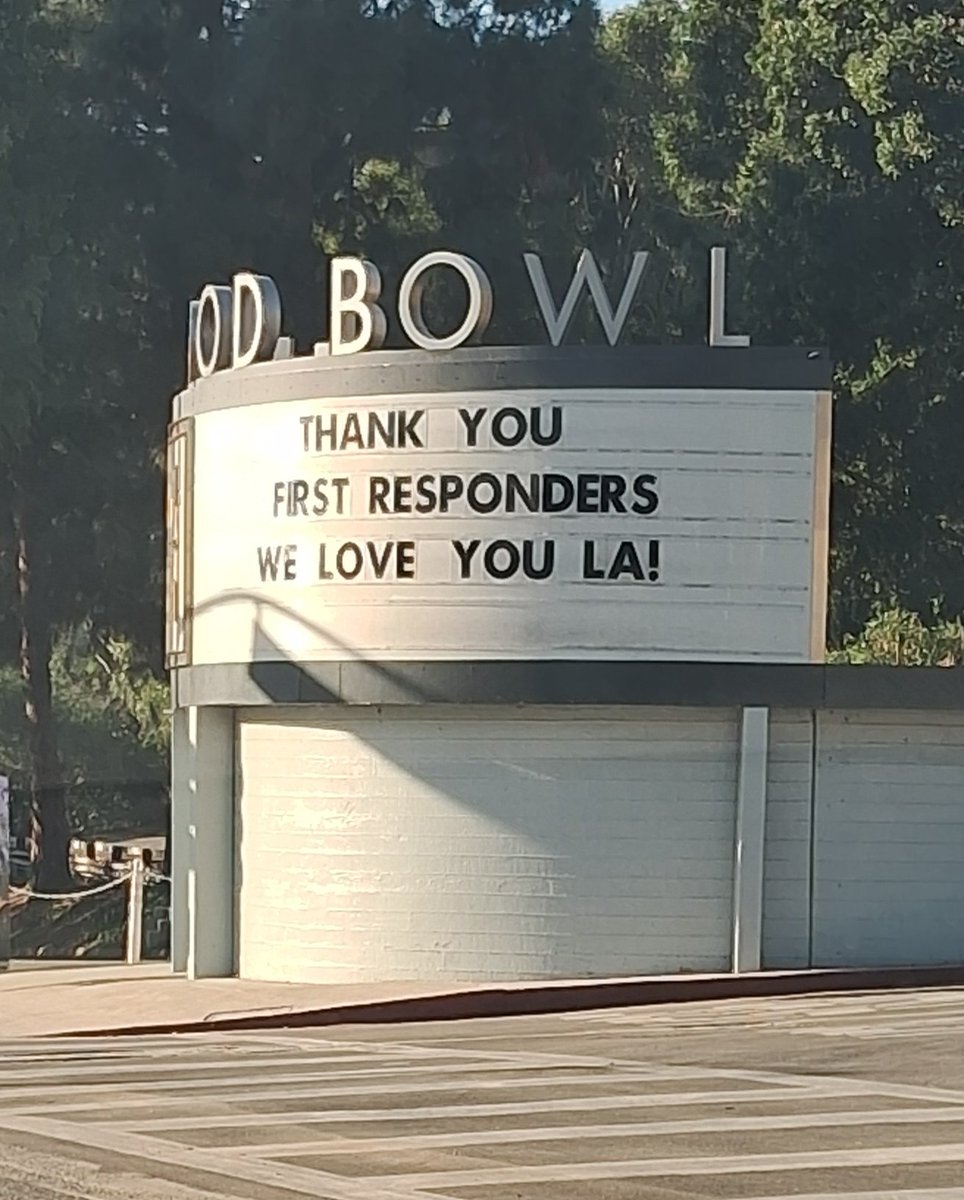 OD BOWL
THANK YOU
FIRST RESPONDERS
WE LOVE YOU LA!